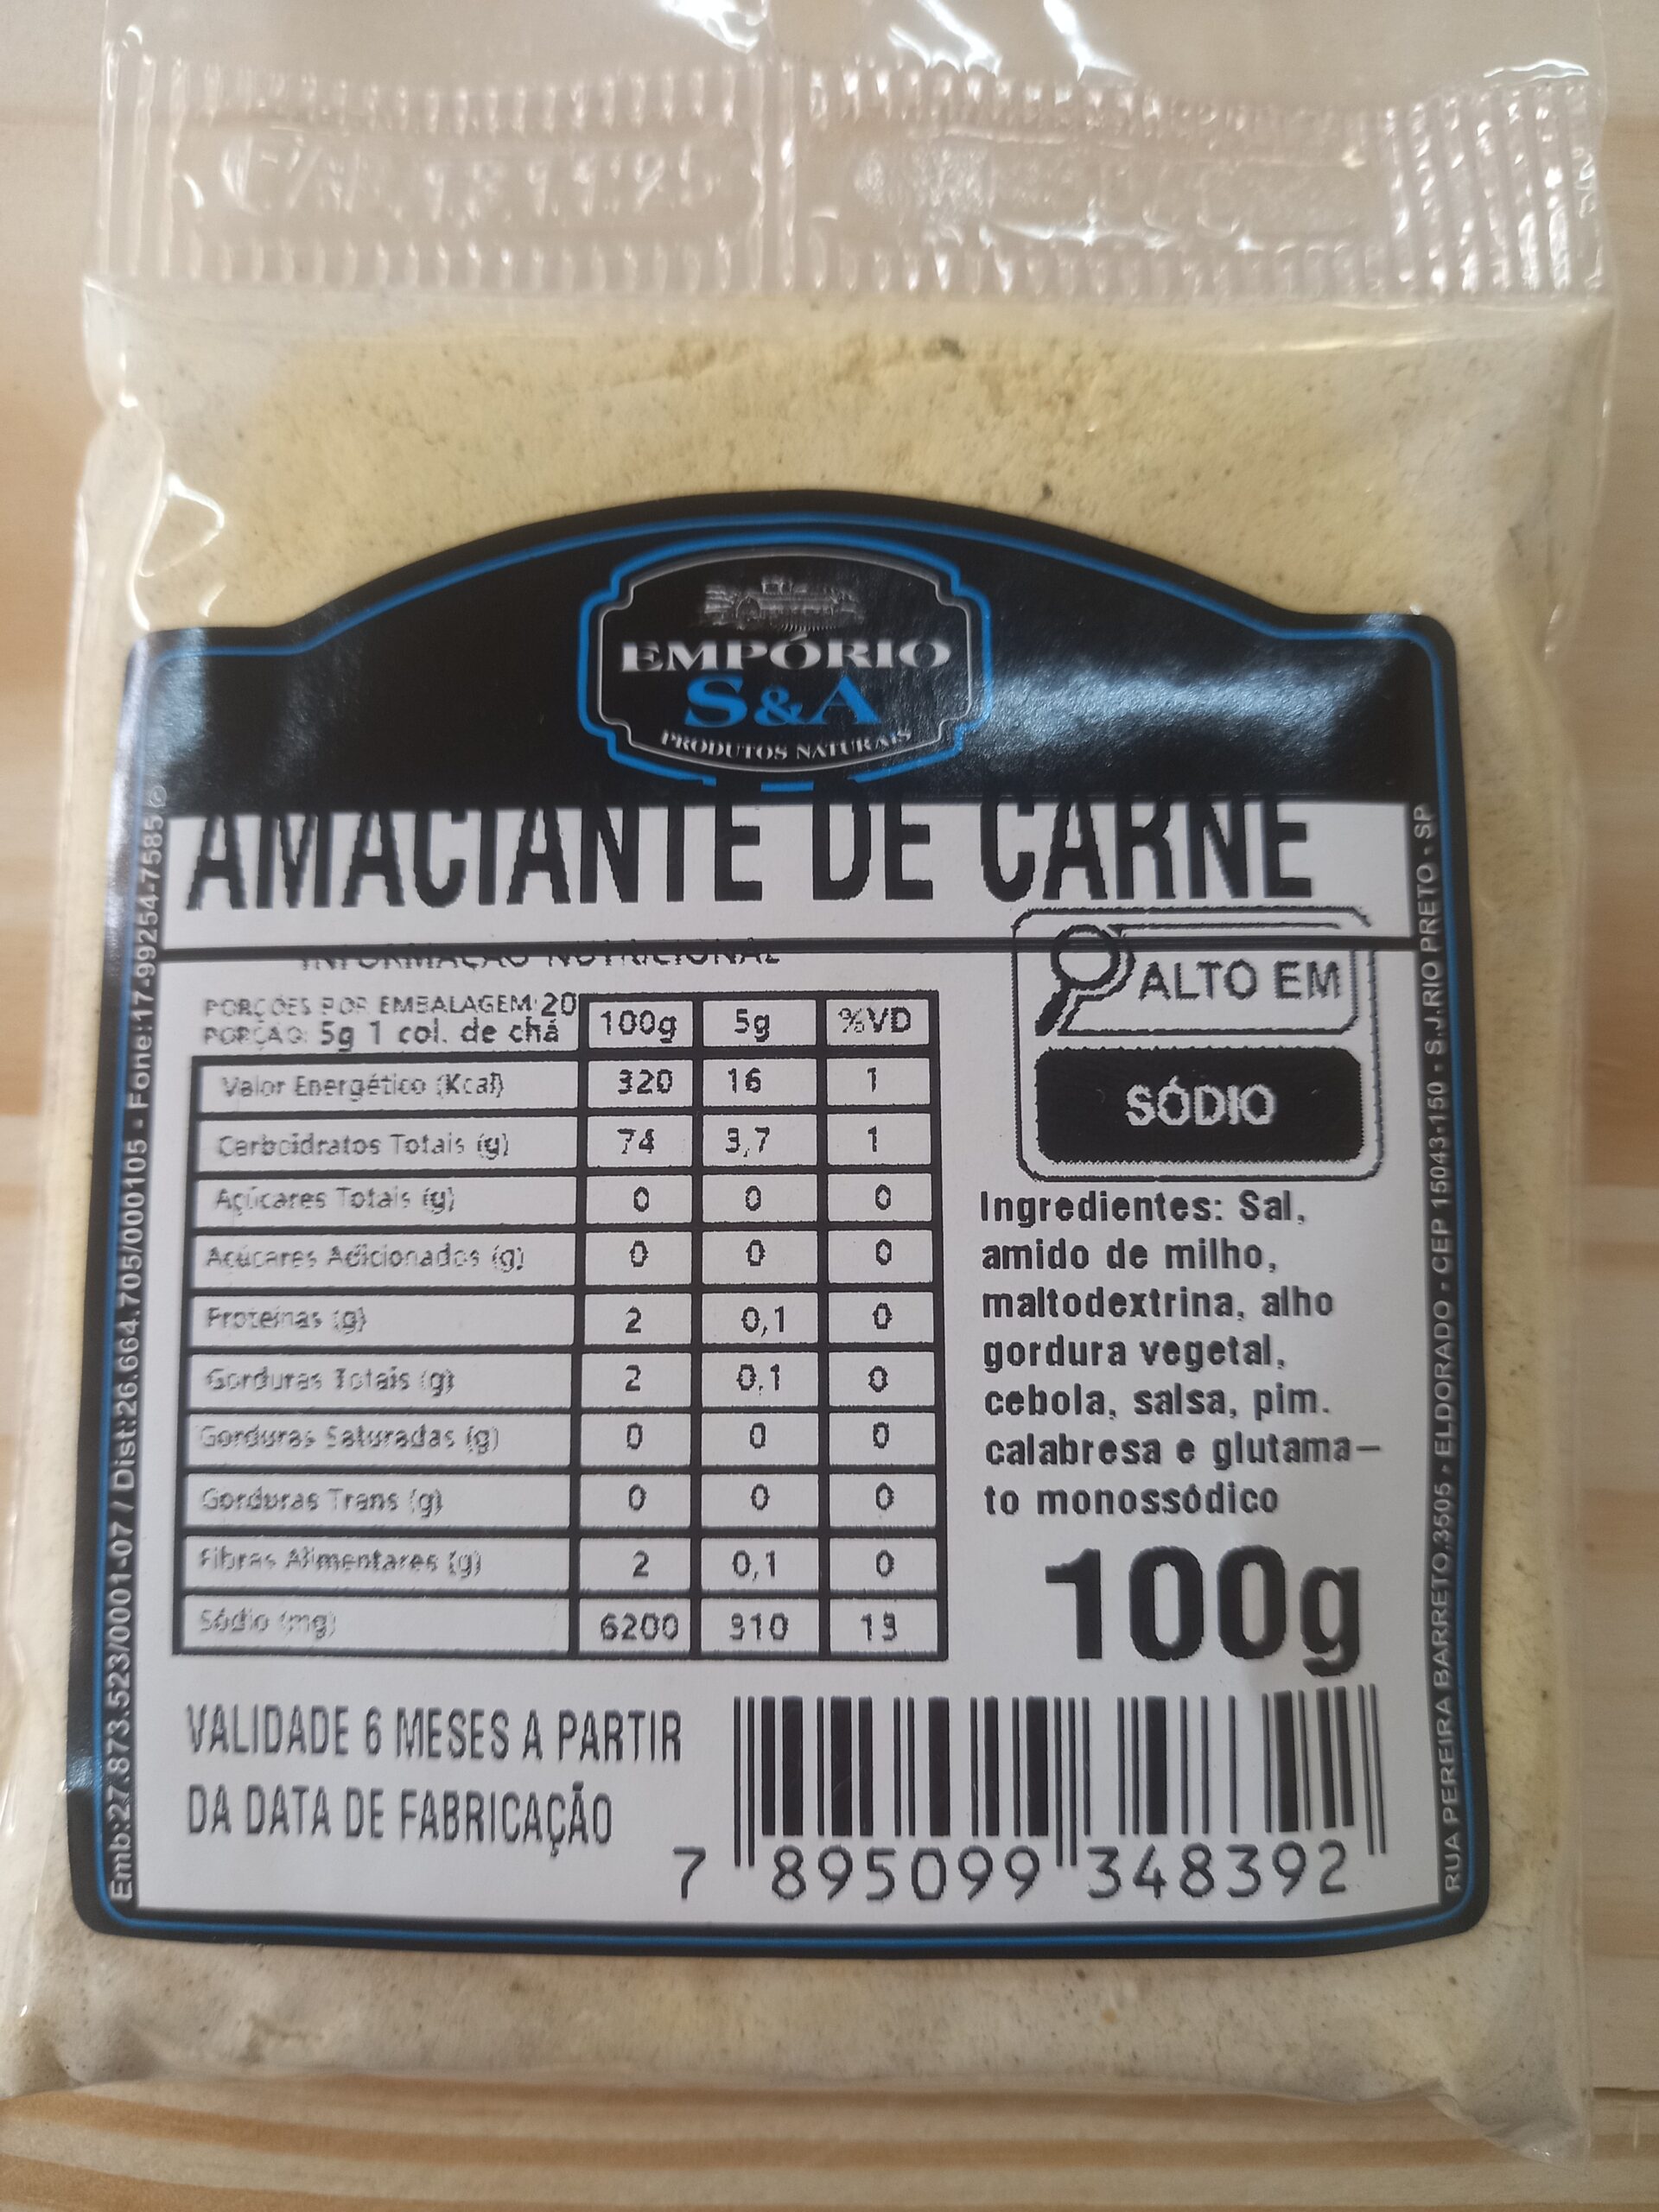 EMPÓRIO
S&A
PRODUTOS NATURAIS
AMACIANTE DE CARNE
INFORMAÇÃO NUTRICIONAL
PORÇÕES POR EMBALAGEM: 20
PORÇÃO: 5g 1 col. de chá
100g 5g %VD
Valor Energético (Kcal) 320 16 1
Carboidratos Totais (g) 74 3,7 1
Açúcares Totais (g) 0 0 0
Acúcares Adicionados (g) 0 0 0
Proteínas (g) 2 0,1 0
Gorduras Totais (g) 2 0,1 0
Gorduras Saturadas (g) 0 0 0
Gorduras Trans (g) 0 0 0
Fibras Alimentares (g) 2 0,1 0
Sódio (mg) 6200 310 13
ALTO EM
SÓDIO
Ingredientes: Sal,
amido de milho,
maltodextrina, alho
gordura vegetal,
cebola, salsa, pim.
calabresa e glutama-
to monossódico
100g
VALIDADE 6 MESES A PARTIR
DA DATA DE FABRICAÇÃO
7 895099 348392
Emb:27.873.523/0001-07 / Dist:26.664.705/000105 - Fone:17-99254-7585
RUA PEREIRA BARRETO,3505 - ELDORADO - CEP 15043-150 - S.J.RIO PRETO - SP